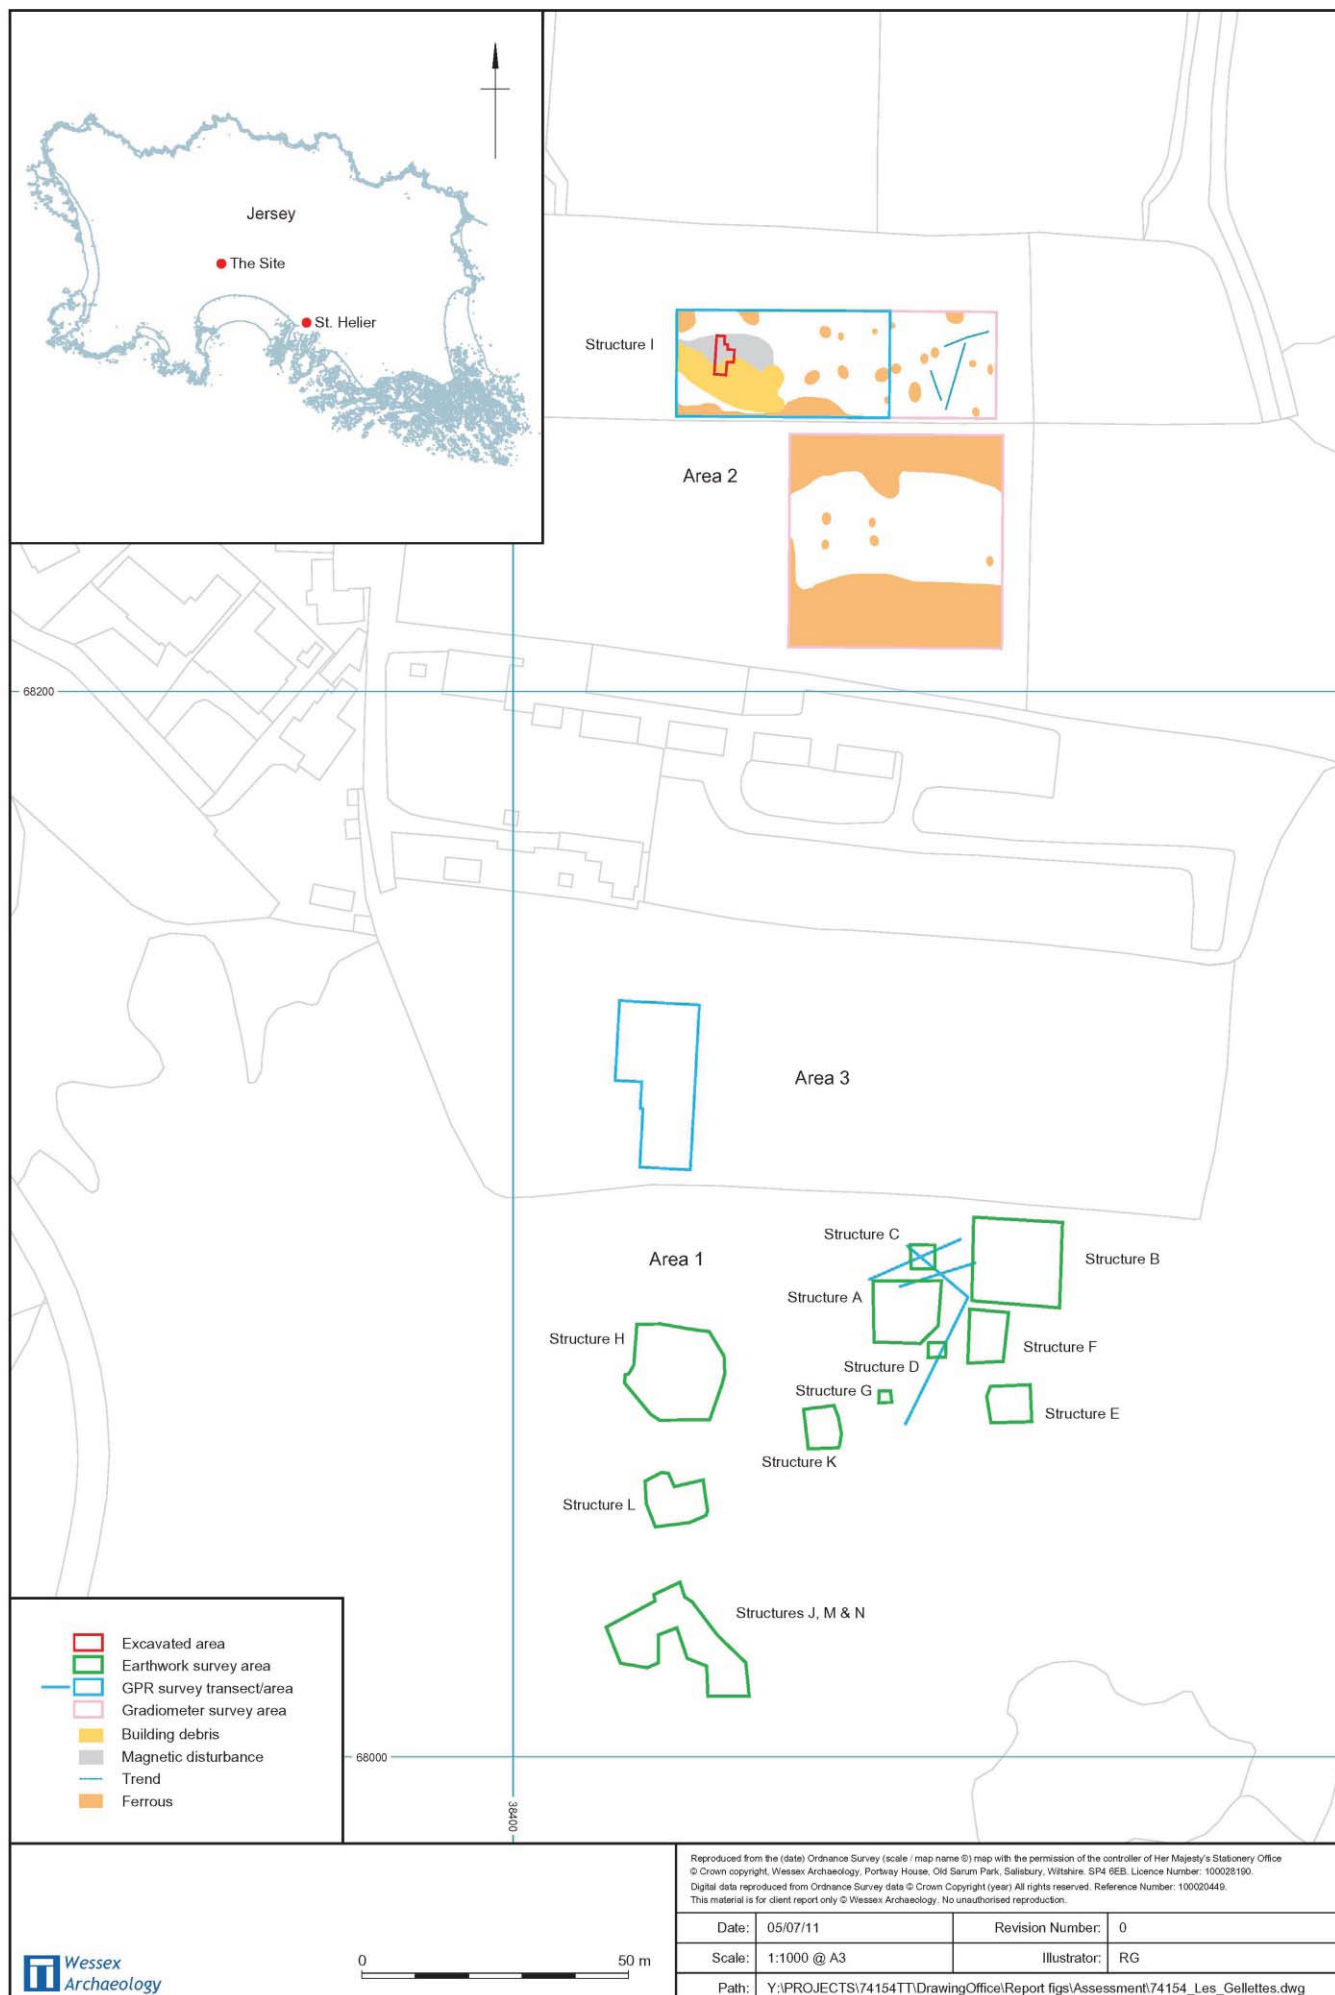 Jersey
The Site
St. Helier
Structure I
Area 2
68200
Area 3
Structure C
Area 1
Structure B
Structure A
Structure H
Structure F
Structure D
Structure G
Structure E
Structure K
Structure L
Structures J, M & N
Excavated area
Earthwork survey area
GPR survey transect/area
Gradiometer survey area
Building debris
Magnetic disturbance
Trend
Ferrous
68000
38400
Reproduced from the (date) Ordnance Survey (scale / map name ©) map with the permission of the controller of Her Majesty's Stationery Office
© Crown copyright, Wessex Archaeology, Portway House, Old Sarum Park, Salisbury, Wiltshire. SP4 6EB. Licence Number: 100028190.
Digital data reproduced from Ordnance Survey data © Crown Copyright (year) All rights reserved. Reference Number: 100020449.
This material is for client report only © Wessex Archaeology. No unauthorised reproduction.
Date: 05/07/11 Revision Number: 0
Scale: 1:1000 @ A3 Illustrator: RG
Path: Y:\PROJECTS\74154TT\DrawingOffice\Report figs\Assessment\74154_Les_Gellettes.dwg
Wessex
Archaeology
0 50 m